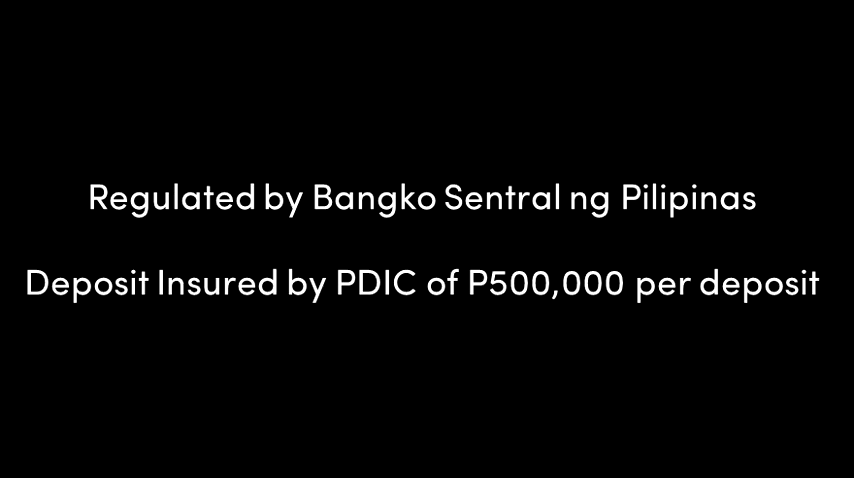 Regulated by Bangko Sentral ng Pilipinas
Deposit Insured by PDIC of P500,000 per deposit